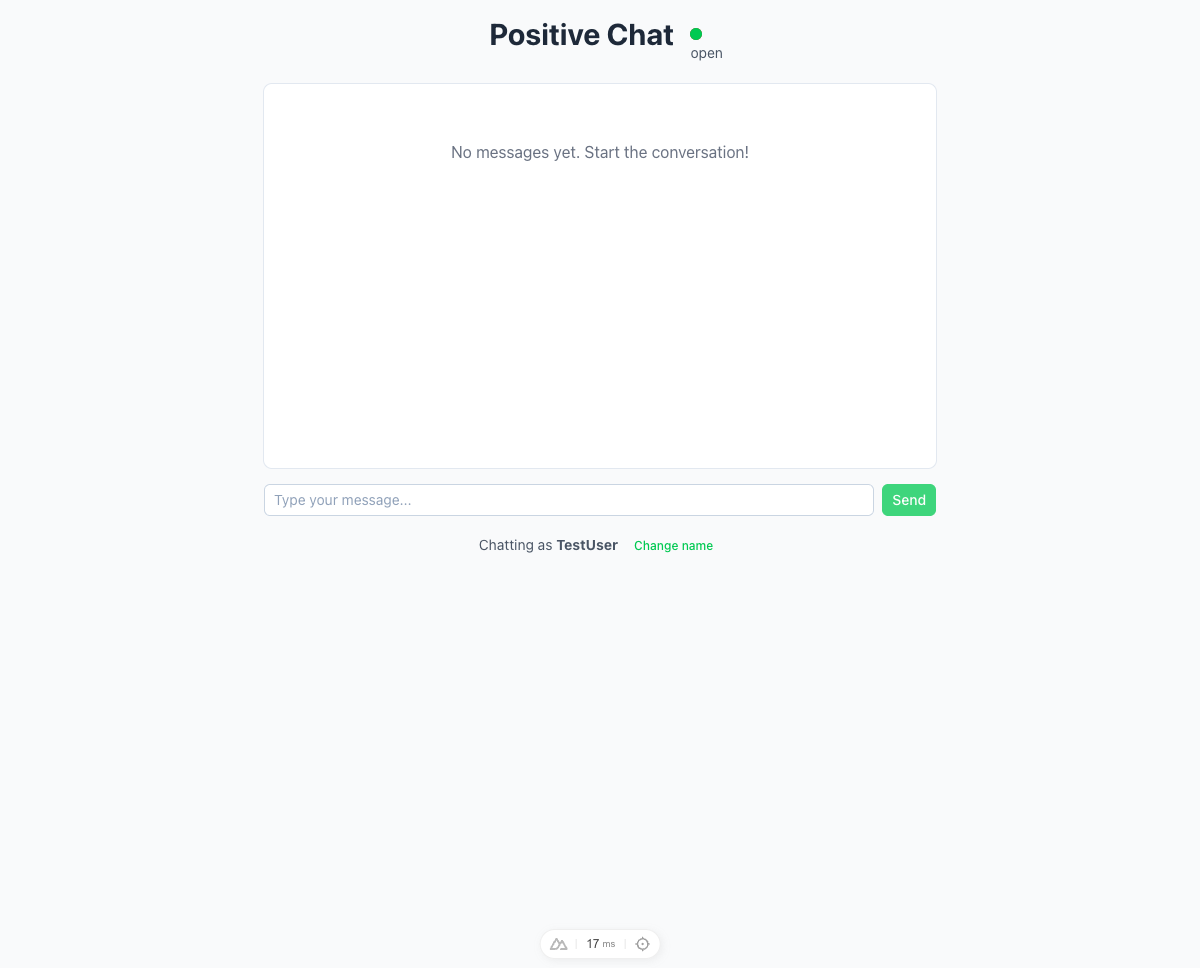 Positive Chat
open
No messages yet. Start the conversation!
Type your message...
Send
Chatting as TestUser Change name
17 ms